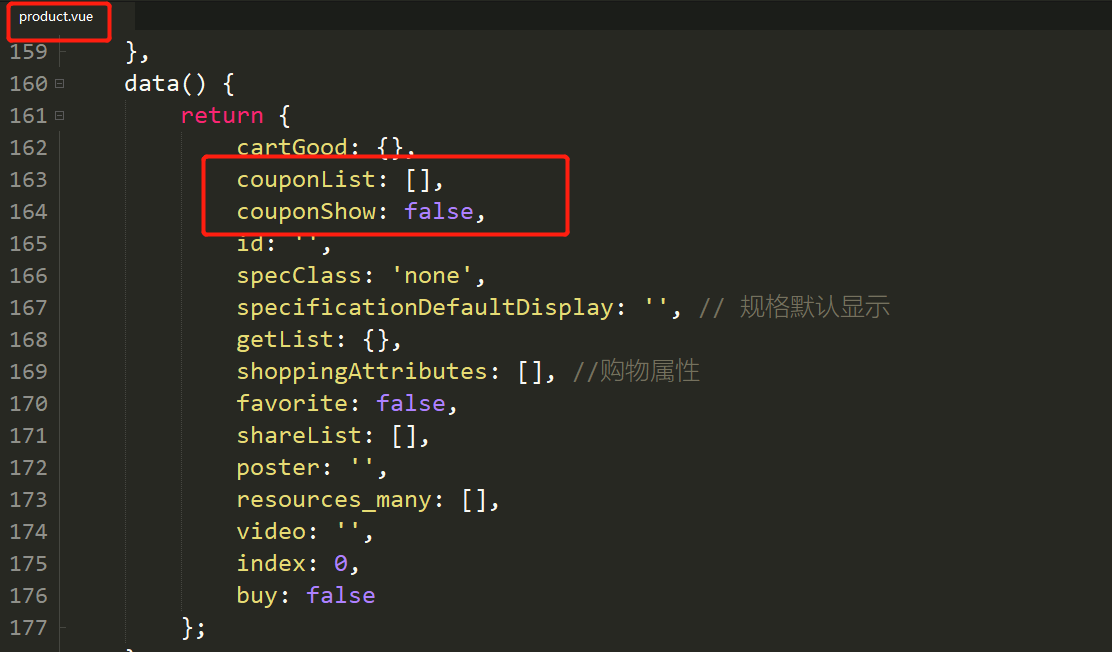 product.vue
159 },
160 data() {
161 return {
162 cartGood: {},
163 couponList: [],
164 couponShow: false,
165 id: '',
166 specClass: 'none',
167 specificationDefaultDisplay: '', // 规格默认显示
168 getList: {},
169 shoppingAttributes: [], //购物属性
170 favorite: false,
171 shareList: [],
172 poster: '',
173 resources_many: [],
174 video: '',
175 index: 0,
176 buy: false
177 };